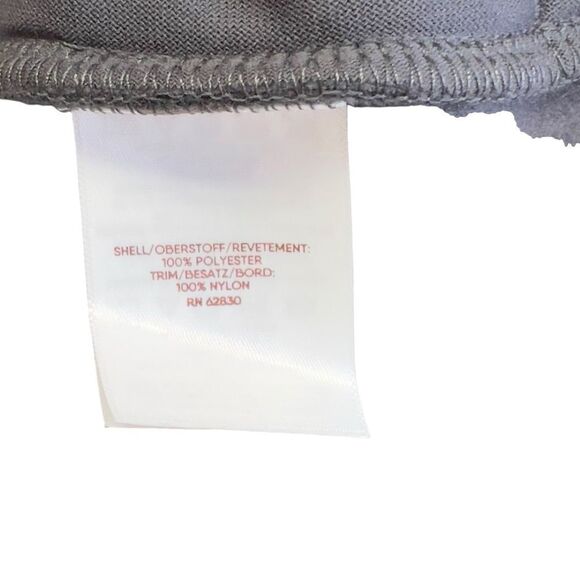 SHELL/OBERSTOFF/REVETEMENT:
100% POLYESTER
TRIM/BESATZ/BORD:
100% NYLON
RN 62830